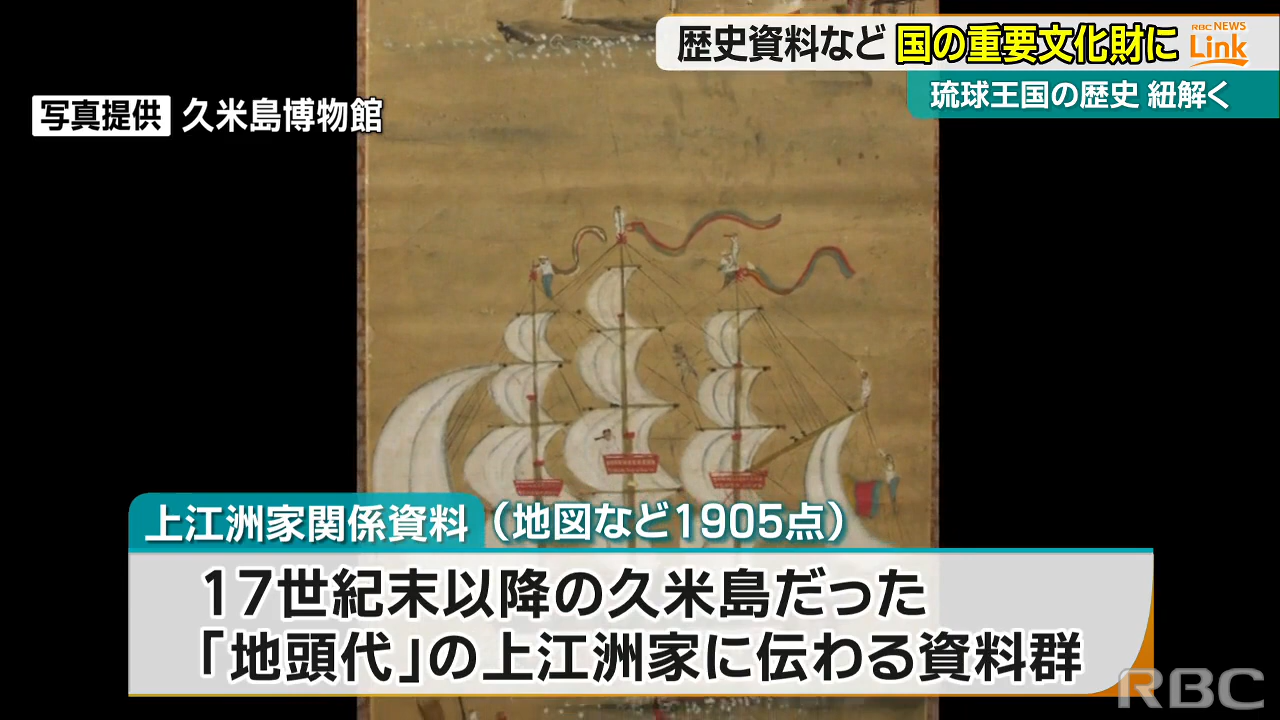 歴史資料など 国の重要文化財に
RBC NEWS
Link
琉球王国の歴史 紐解く
写真提供 久米島博物館
上江洲家関係資料（地図など1905点）
17世紀末以降の久米島だった
「地頭代」の上江洲家に伝わる資料群
RBC